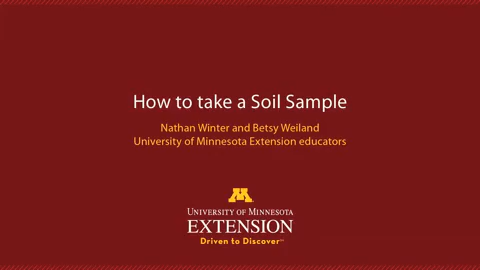 How to take a Soil Sample
Nathan Winter and Betsy Weiland
University of Minnesota Extension educators
M
UNIVERSITY OF MINNESOTA
EXTENSION
Driven to Discover℠